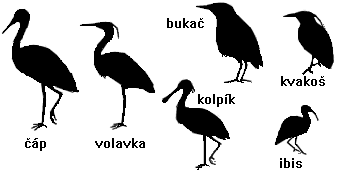 bukač
kvakoš
kolpík
čáp
volavka
ibis